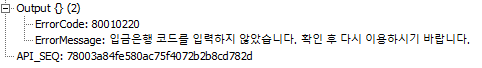 Output {} (2)
ErrorCode: 80010220
ErrorMessage: 입금은행 코드를 입력하지 않았습니다. 확인 후 다시 이용하시기 바랍니다.
API_SEQ: 78003a84fe580ac75f4072b2b8cd782d